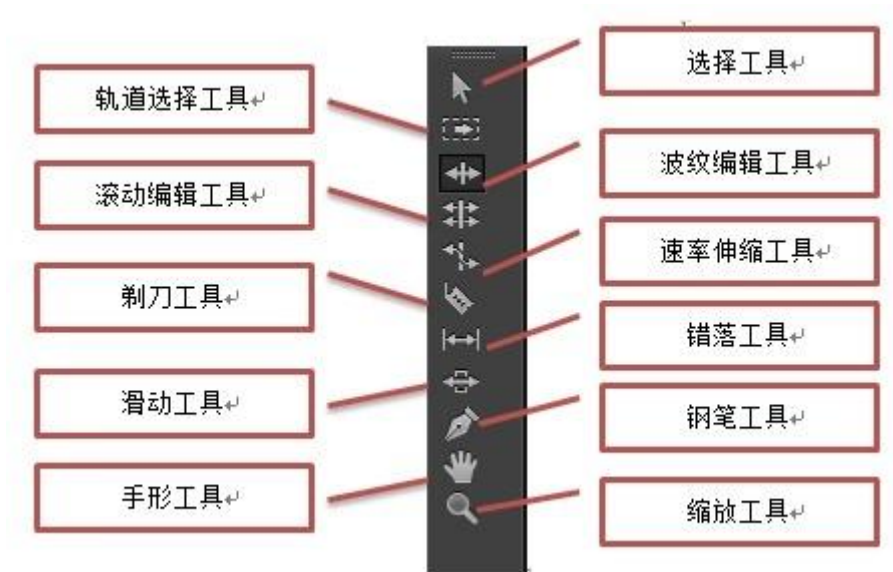 选择工具
轨道选择工具
波纹编辑工具
滚动编辑工具
速率伸缩工具
剃刀工具
错落工具
滑动工具
钢笔工具
手形工具
缩放工具